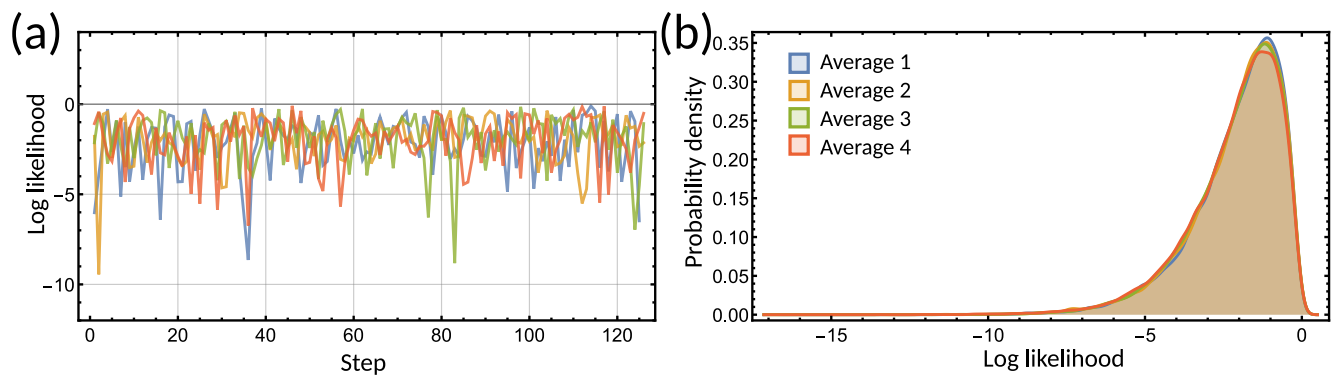 (a)
Log likelihood
0
−5
−10
0 20 40 60 80 100 120
Step
(b)
Probability density
0.35
0.30
0.25
0.20
0.15
0.10
0.05
0.00
Average 1
Average 2
Average 3
Average 4
−15 −10 −5 0
Log likelihood